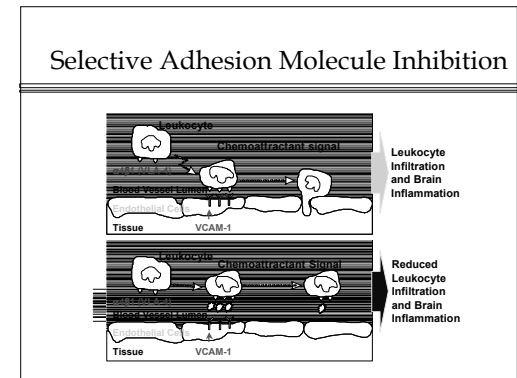 Selective Adhesion Molecule Inhibition
Leukocyte
Chemoattractant signal
Blood Vessel Lumen
Endothelial Cells
Tissue
VCAM-1
Leukocyte
Infiltration
and Brain
Inflammation
Leukocyte
Chemoattractant Signal
Blood Vessel Lumen
Endothelial Cells
Tissue
VCAM-1
Reduced
Leukocyte
Infiltration
and Brain
Inflammation